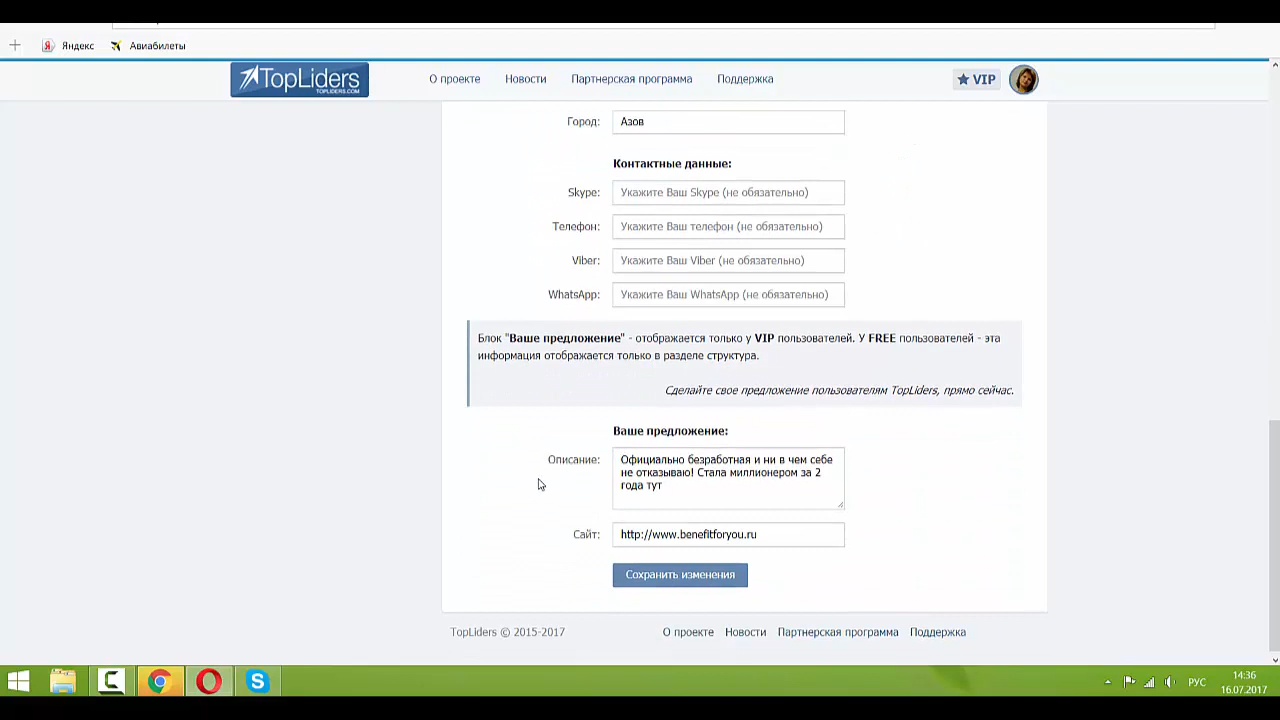 Яндекс Авиабилеты
TopLiders
TOPLIDERS.COM
О проекте Новости Партнерская программа Поддержка VIP
Город: Азов
Контактные данные:
Skype: Укажите Ваш Skype (не обязательно)
Телефон: Укажите Ваш телефон (не обязательно)
Viber: Укажите Ваш Viber (не обязательно)
WhatsApp: Укажите Ваш WhatsApp (не обязательно)
Блок "Ваше предложение" - отображается только у VIP пользователей. У FREE пользователей - эта
информация отображается только в разделе структура.
Сделайте свое предложение пользователям TopLiders, прямо сейчас.
Ваше предложение:
Описание: Официально безработная и ни в чем себе
не отказываю! Стала миллионером за 2
года тут
Сайт: http://www.benefitforyou.ru
Сохранить изменения
TopLiders © 2015-2017 О проекте Новости Партнерская программа Поддержка
РУС
14:36
16.07.2017